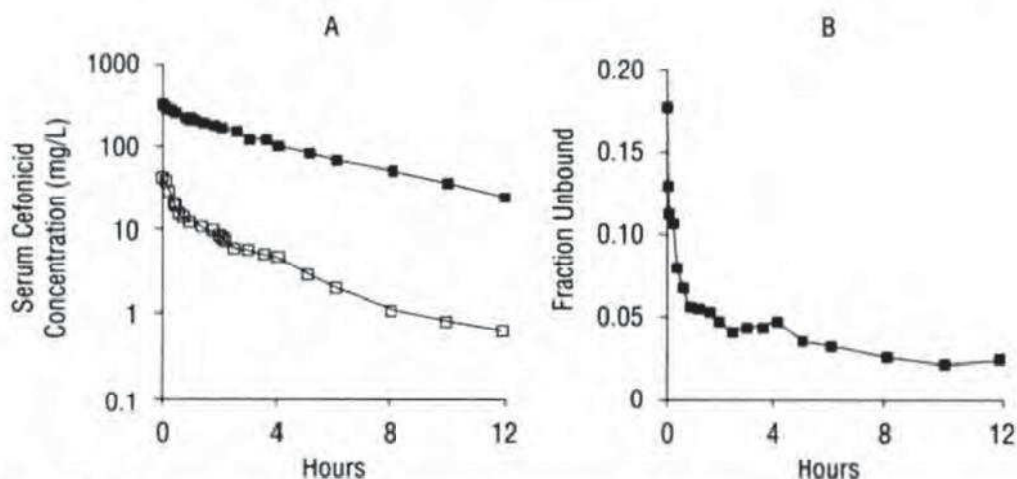 A
Serum Cefonicid
Concentration (mg/L)
1000
100
10
1
0.1
0
4
8
12
Hours
B
Fraction Unbound
0.20
0.15
0.10
0.05
0
0
4
8
12
Hours